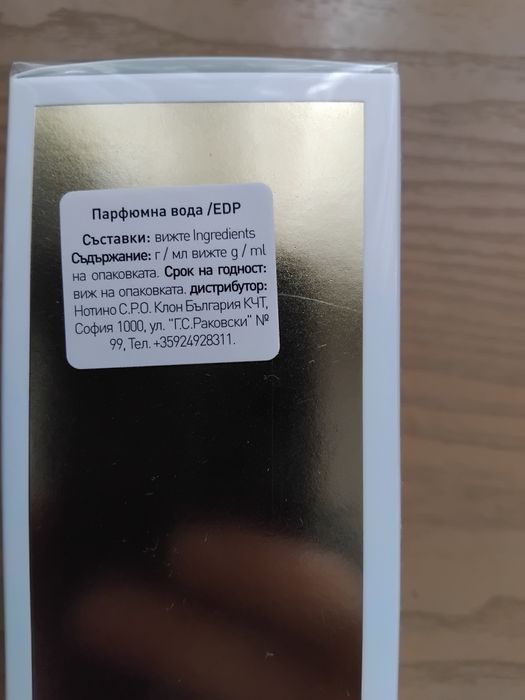 Парфюмна вода /EDP
Съставки: вижте Ingredients
Съдържание: г / мл вижте g / ml
на опаковката. Срок на годност:
виж на опаковката. дистрибутор:
Нотино С.Р.О. Клон България КЧТ,
София 1000, ул. "Г.С.Раковски" №
99, Тел. +35924928311.